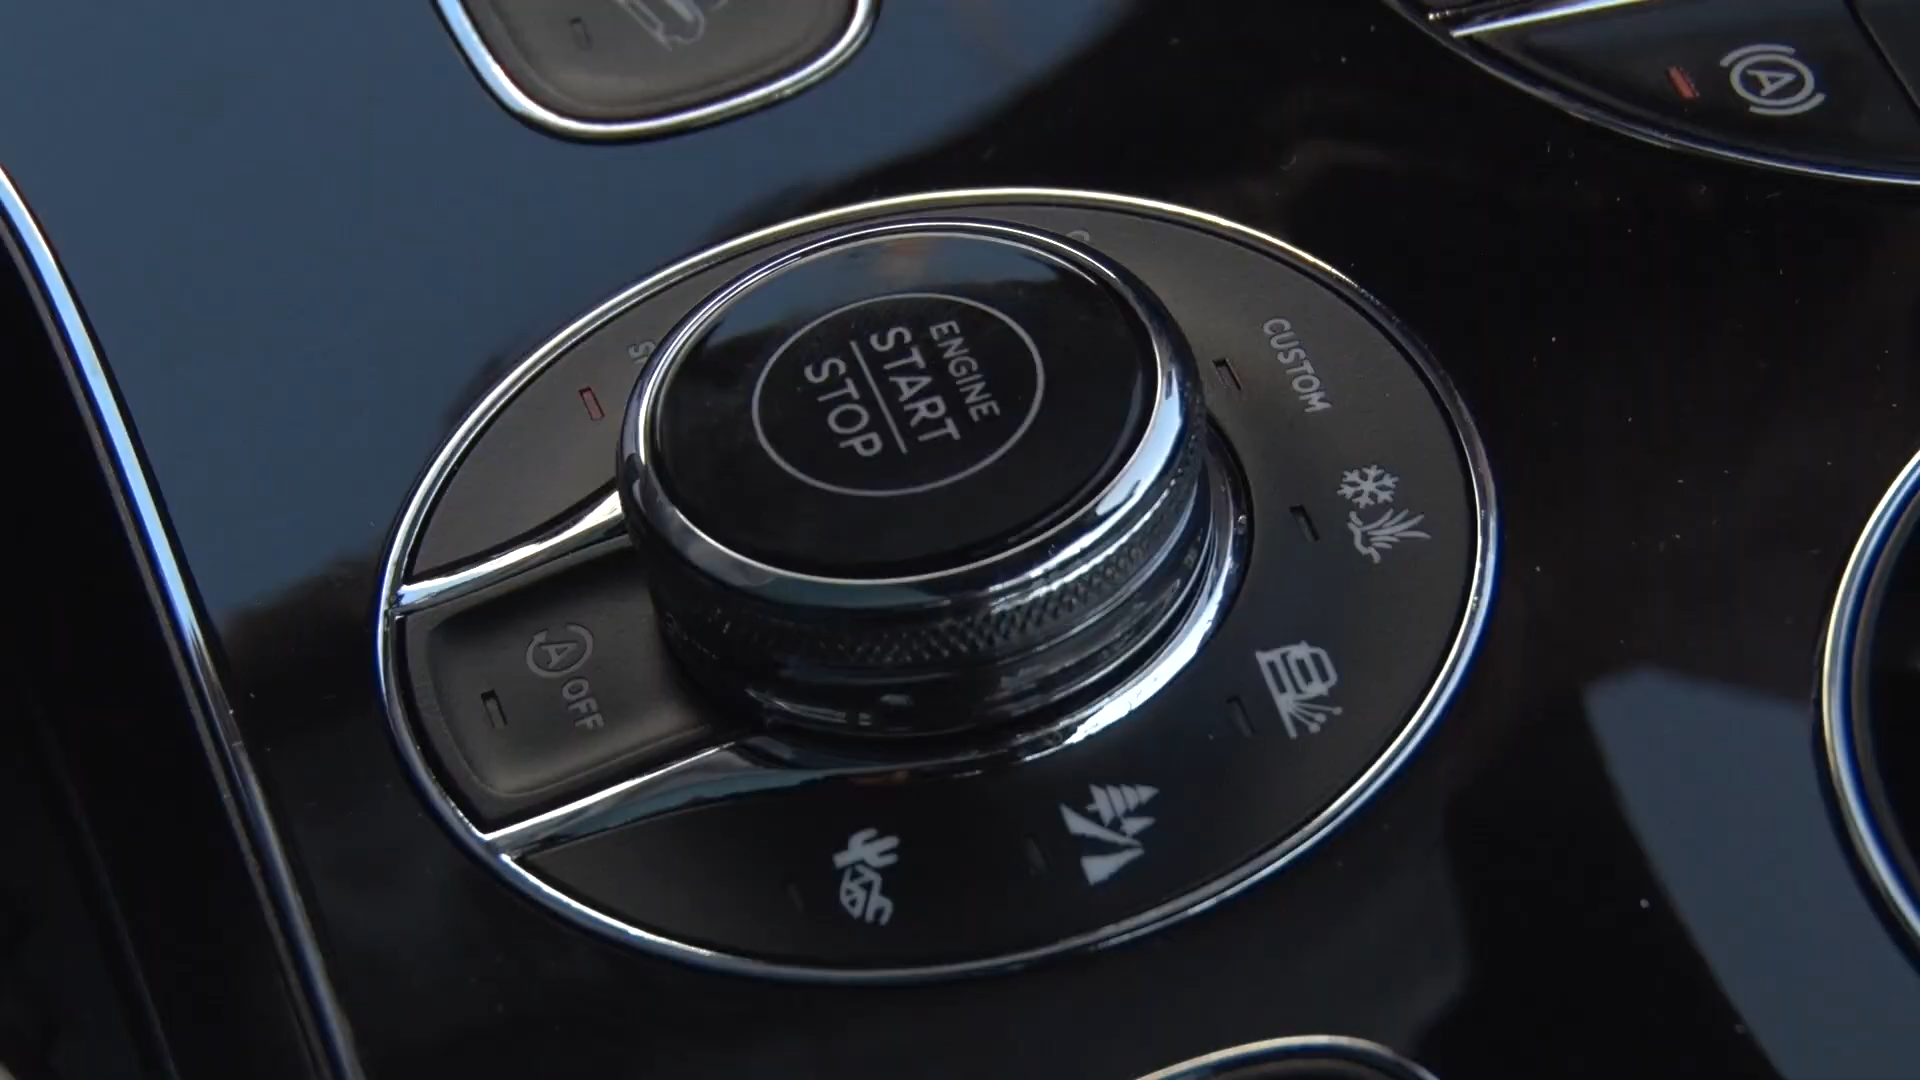 ENGINE
START
STOP
CUSTOM
A
A
OFF